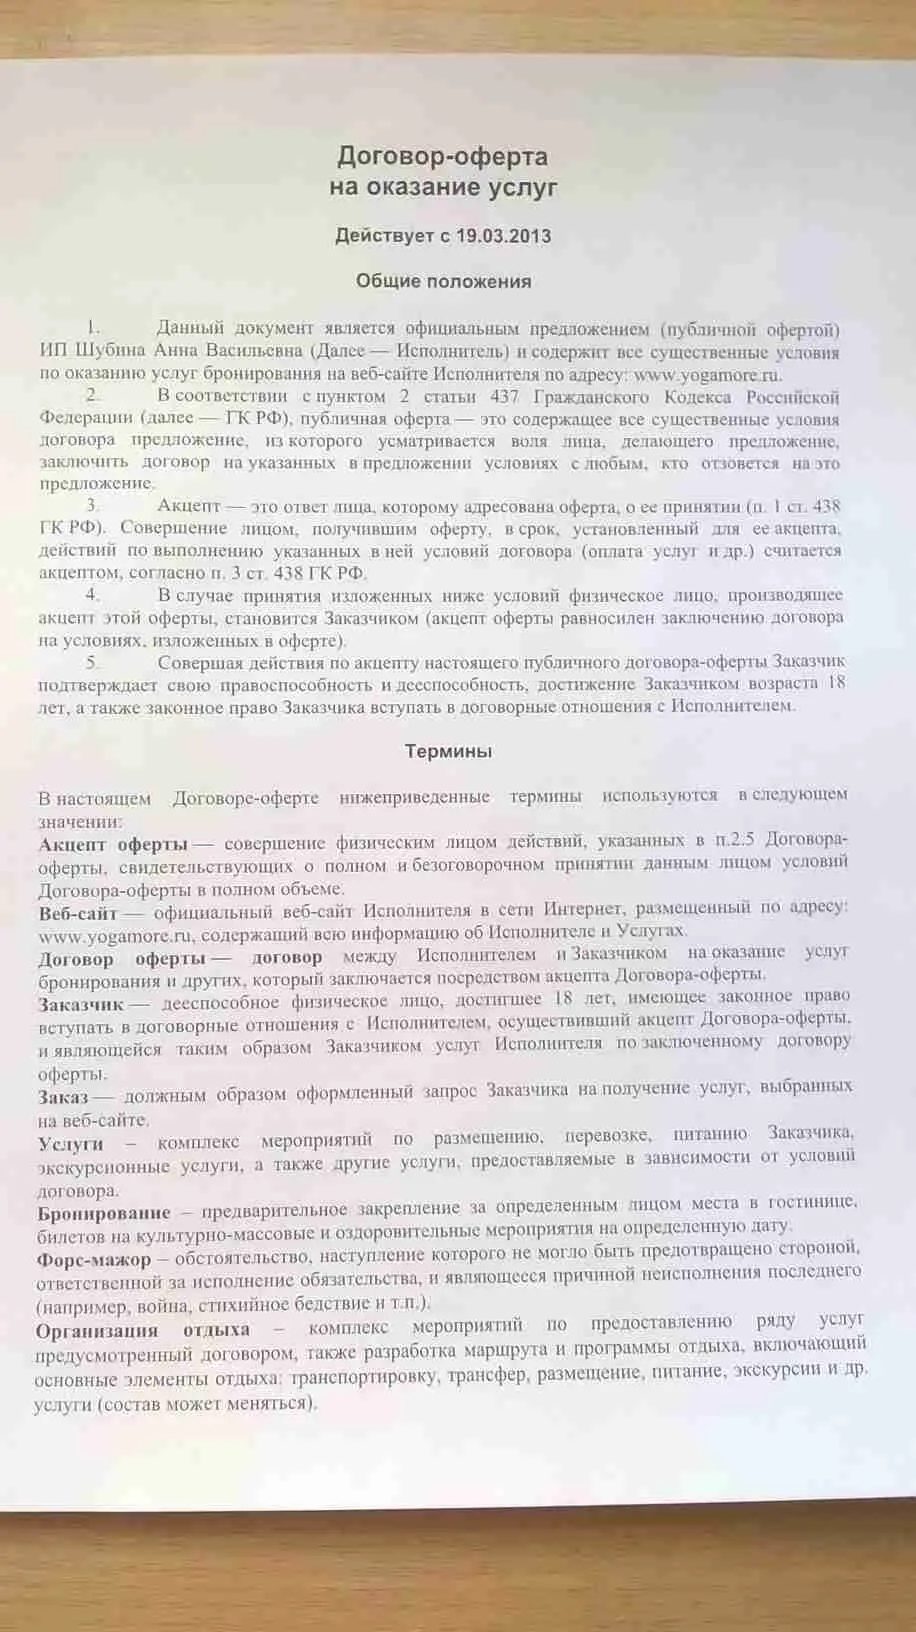 Договор-оферта
на оказание услуг
Действует с 19.03.2013
Общие положения
1. Данный документ является официальным предложением (публичной офертой)
ИП Шубина Анна Васильевна (Далее — Исполнитель) и содержит все существенные условия
по оказанию услуг бронирования на веб-сайте Исполнителя по адресу: www.yogamore.ru.
2. В соответствии с пунктом 2 статьи 437 Гражданского Кодекса Российской
Федерации (далее — ГК РФ), публичная оферта — это содержащее все существенные условия
договора предложение, из которого усматривается воля лица, делающего предложение,
заключить договор на указанных в предложении условиях с любым, кто отзовется на это
предложение.
3. Акцепт — это ответ лица, которому адресована оферта, о ее принятии (п. 1 ст. 438
ГК РФ). Совершение лицом, получившим оферту, в срок, установленный для ее акцепта,
действий по выполнению указанных в ней условий договора (оплата услуг и др.) считается
акцептом, согласно п. 3 ст. 438 ГК РФ.
4. В случае принятия изложенных ниже условий физическое лицо, производящее
акцепт этой оферты, становится Заказчиком (акцепт оферты равносилен заключению договора
на условиях, изложенных в оферте).
5. Совершая действия по акцепту настоящего публичного договора-оферты Заказчик
подтверждает свою правоспособность и дееспособность, достижение Заказчиком возраста 18
лет, а также законное право Заказчика вступать в договорные отношения с Исполнителем.
Термины
В настоящем Договоре-оферте нижеприведенные термины используются в следующем
значении:
Акцепт оферты — совершение физическим лицом действий, указанных в п.2.5 Договора-
оферты, свидетельствующих о полном и безоговорочном принятии данным лицом условий
Договора-оферты в полном объеме.
Веб-сайт — официальный веб-сайт Исполнителя в сети Интернет, размещенный по адресу:
www.yogamore.ru, содержащий всю информацию об Исполнителе и Услугах.
Договор оферты — договор между Исполнителем и Заказчиком на оказание услуг
бронирования и других, который заключается посредством акцепта Договора-оферты.
Заказчик — дееспособное физическое лицо, достигшее 18 лет, имеющее законное право
вступать в договорные отношения с Исполнителем, осуществивший акцепт Договора-оферты,
и являющейся таким образом Заказчиком услуг Исполнителя по заключенному договору
оферты.
Заказ — должным образом оформленный запрос Заказчика на получение услуг, выбранных
на веб-сайте.
Услуги – комплекс мероприятий по размещению, перевозке, питанию Заказчика,
экскурсионные услуги, а также другие услуги, предоставляемые в зависимости от условий
договора.
Бронирование – предварительное закрепление за определенным лицом места в гостинице,
билетов на культурно-массовые и оздоровительные мероприятия на определенную дату.
Форс-мажор – обстоятельство, наступление которого не могло быть предотвращено стороной,
ответственной за исполнение обязательства, и являющееся причиной неисполнения последнего
(например, война, стихийное бедствие и т.п.).
Организация отдыха – комплекс мероприятий по предоставлению ряду услуг
предусмотренный договором, также разработка маршрута и программы отдыха, включающий
основные элементы отдыха: транспортировку, трансфер, размещение, питание, экскурсии и др.
услуги (состав может меняться).